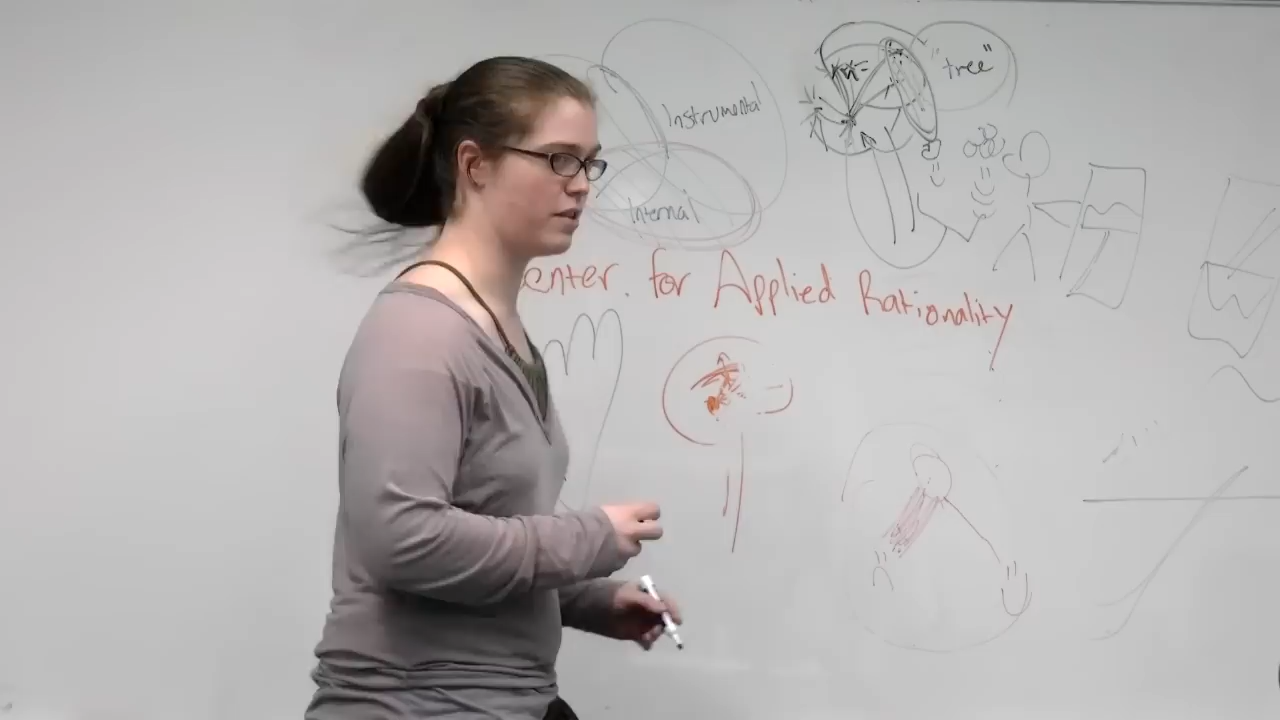 Instrumental
"tree"
Internal
enter for Applied Rationality